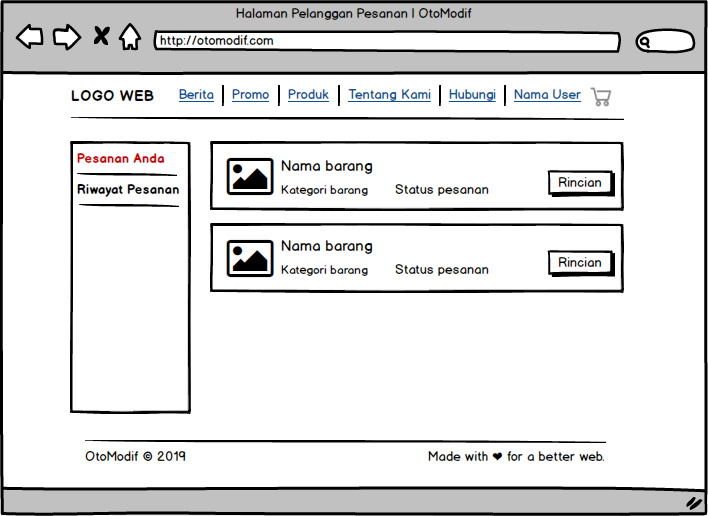 Halaman Pelanggan Pesanan | OtoModif
http://otomodif.com
LOGO WEB Berita Promo Produk Tentang Kami Hubungi Nama User
Pesanan Anda
Riwayat Pesanan
Nama barang
Kategori barang Status pesanan Rincian
Nama barang
Kategori barang Status pesanan Rincian
OtoModif © 2019 Made with ❤ for a better web.